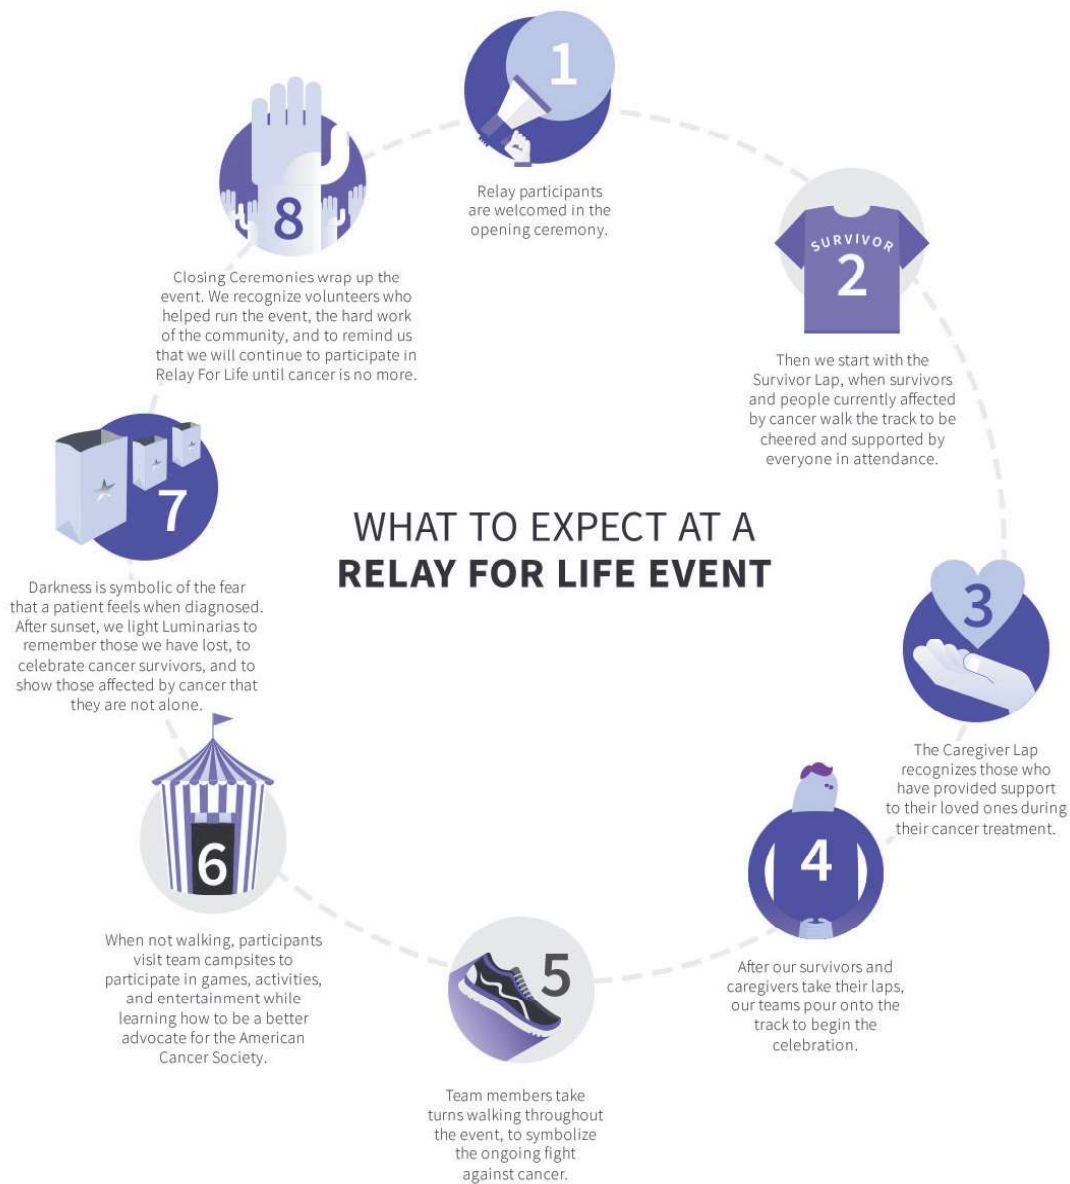 WHAT TO EXPECT AT A
RELAY FOR LIFE EVENT
1
Relay participants
are welcomed in the
opening ceremony.
SURVIVOR
2
Then we start with the
Survivor Lap, when survivors
and people currently affected
by cancer walk the track to be
cheered and supported by
everyone in attendance.
3
The Caregiver Lap
recognizes those who
have provided support
to their loved ones during
their cancer treatment.
4
After our survivors and
caregivers take their laps,
our teams pour onto the
track to begin the
celebration.
5
Team members take
turns walking throughout
the event, to symbolize
the ongoing fight
against cancer.
6
When not walking, participants
visit team campsites to
participate in games, activities,
and entertainment while
learning how to be a better
advocate for the American
Cancer Society.
7
Darkness is symbolic of the fear
that a patient feels when diagnosed.
After sunset, we light Luminarias to
remember those we have lost, to
celebrate cancer survivors, and to
show those affected by cancer that
they are not alone.
8
Closing Ceremonies wrap up the
event. We recognize volunteers who
helped run the event, the hard work
of the community, and to remind us
that we will continue to participate in
Relay For Life until cancer is no more.